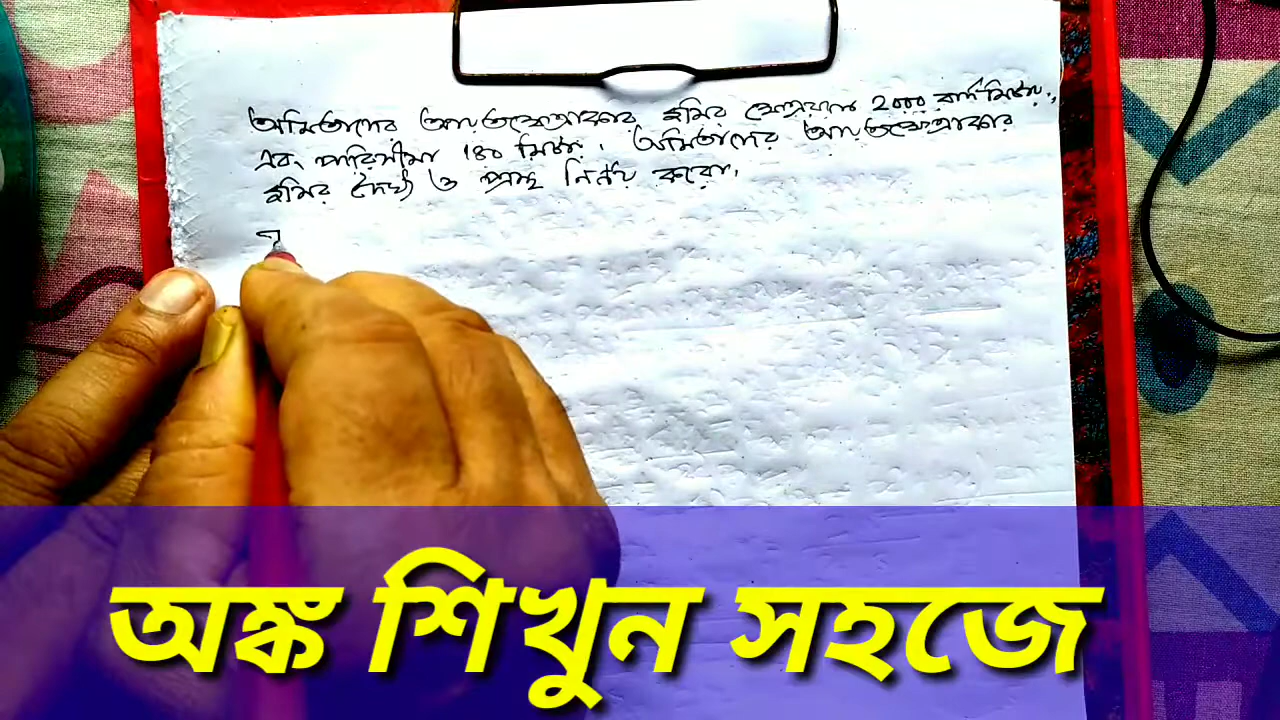 অমিতাদের আয়তক্ষেত্রাকার জমির ক্ষেত্রফল 2000 বর্গ মিটার,
এবং পরিসীমা 180 মিটার। অমিতাদের আয়তক্ষেত্রাকার
জমির দৈর্ঘ্য ও প্রস্থ নির্ণয় করো।
অঙ্ক শিখুন সহজে